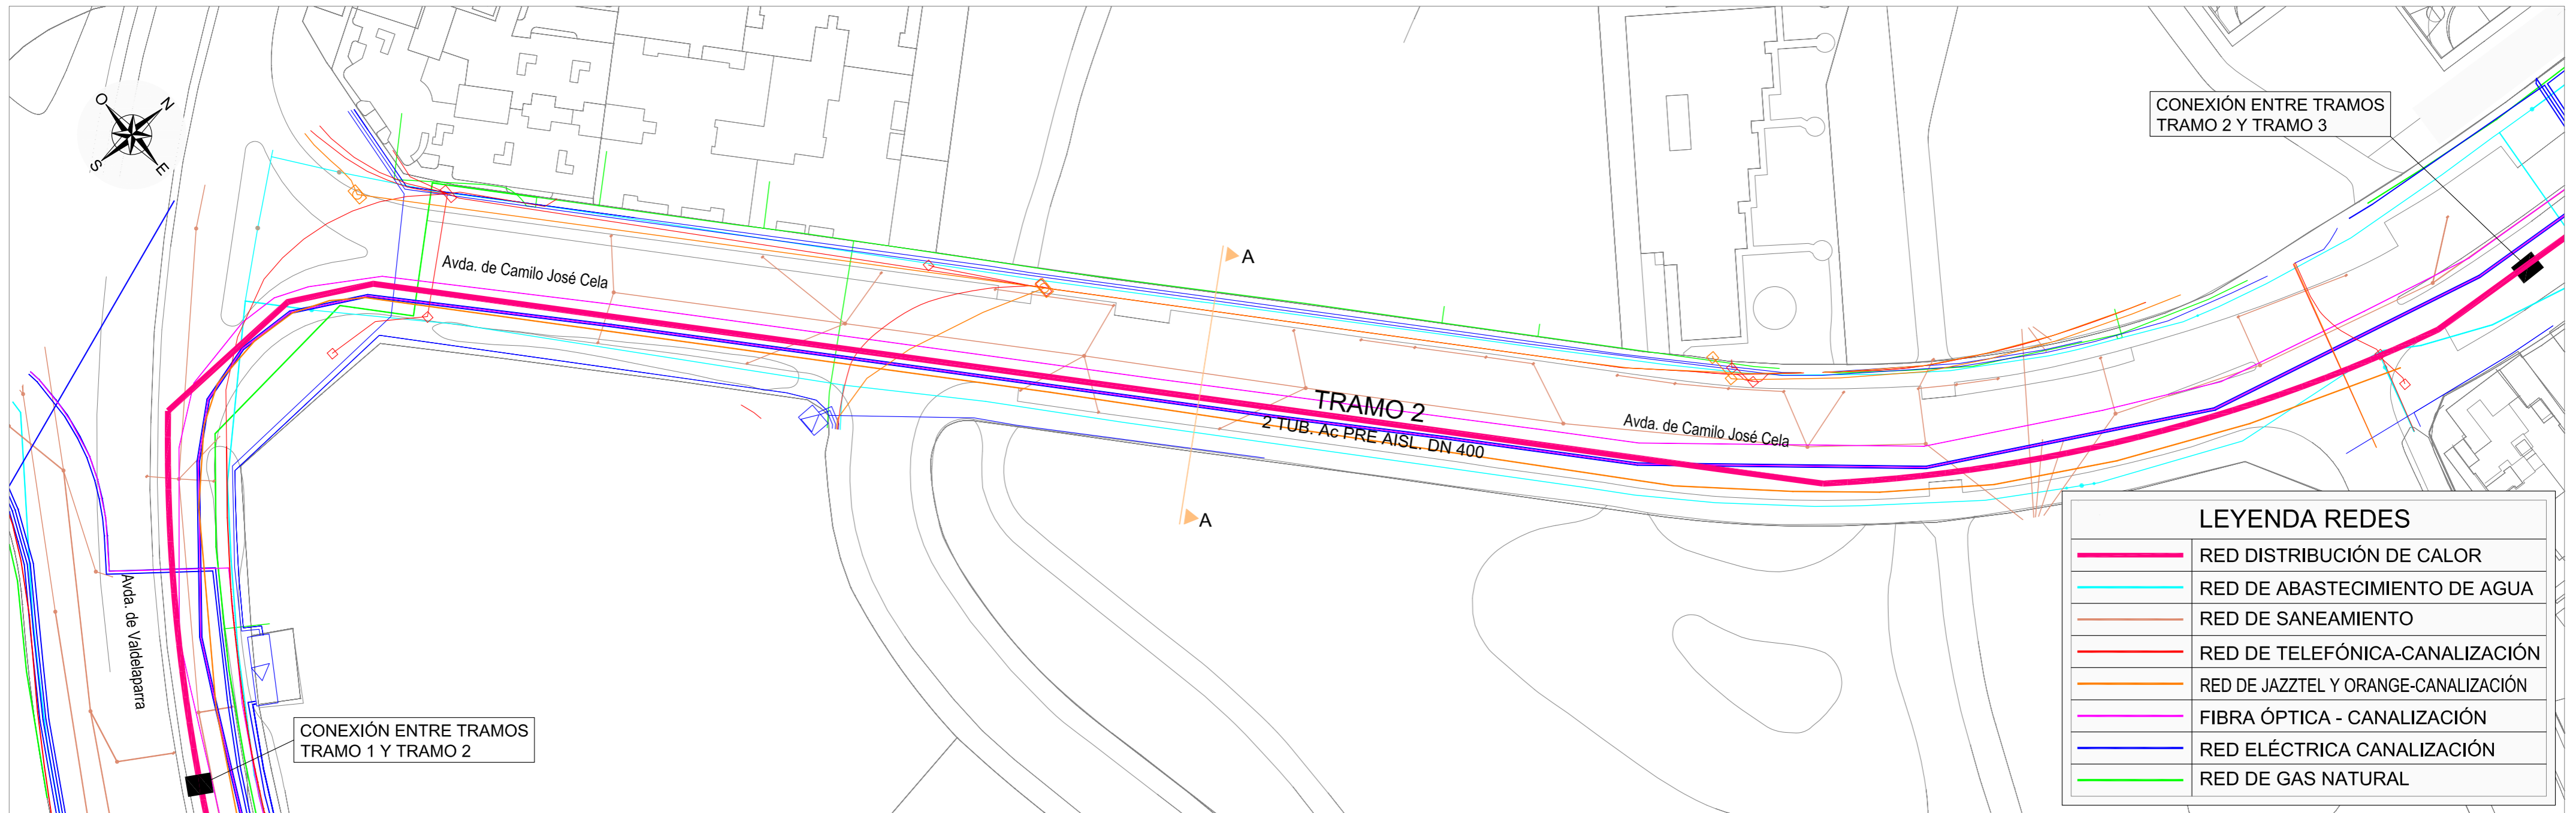 O
N
S
E
CONEXIÓN ENTRE TRAMOS
TRAMO 2 Y TRAMO 3
A
Avda. de Camilo José Cela
TRAMO 2
2 TUB. Ac PRE AISL. DN 400
Avda. de Camilo José Cela
A
Avda. de Valdelaparra
CONEXIÓN ENTRE TRAMOS
TRAMO 1 Y TRAMO 2
LEYENDA REDES
RED DISTRIBUCIÓN DE CALOR
RED DE ABASTECIMIENTO DE AGUA
RED DE SANEAMIENTO
RED DE TELEFÓNICA-CANALIZACIÓN
RED DE JAZZTEL Y ORANGE-CANALIZACIÓN
FIBRA ÓPTICA - CANALIZACIÓN
RED ELÉCTRICA CANALIZACIÓN
RED DE GAS NATURAL